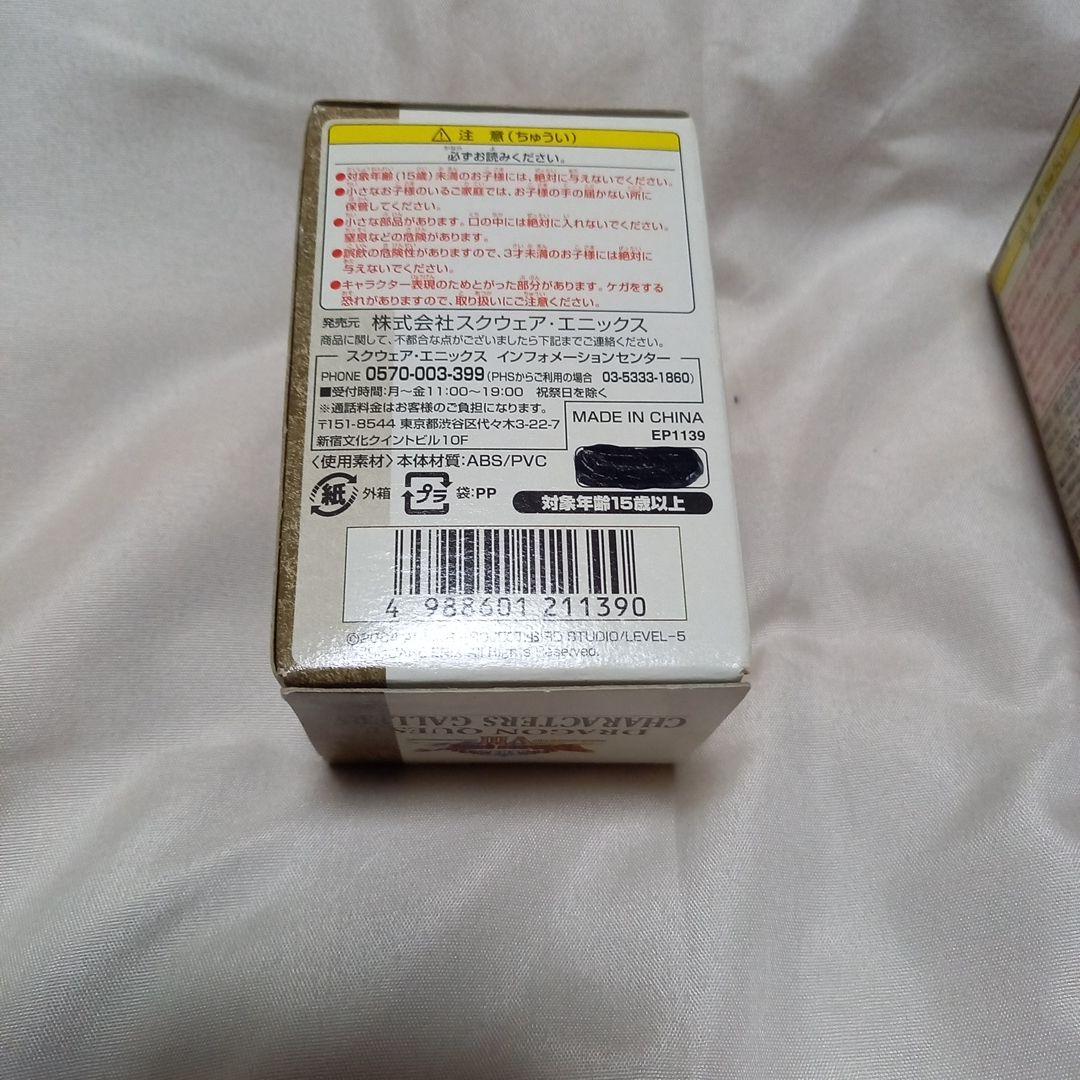 ⚠ 注 意(ちゅうい)
必ずお読みください。
●対象年齢(15歳)未満のお子様には、絶対に与えないでください。
●小さなお子様のいるご家庭では、お子様の手の届かない所に
保管してください。
●小さな部品があります。口の中には絶対に入れないでください。
窒息などの危険があります。
●誤飲の危険性がありますので、3才未満のお子様には絶対に
与えないでください。
●キャラクター表現のためとがった部分があります。ケガをする
恐れがありますので、取り扱いにご注意ください。
発売元 株式会社スクウェア・エニックス
商品に関して、不都合な点がございましたら下記までご連絡ください。
スクウェア・エニックス インフォメーションセンター
PHONE 0570-003-399(PHSからご利用の場合 03-5333-1860)
■受付時間:月～金11:00～19:00 祝祭日を除く
※通話料金はお客様のご負担になります。
〒151-8544 東京都渋谷区代々木3-22-7
新宿文化クイントビル10F
MADE IN CHINA
EP1139
〈使用素材〉本体材質:ABS/PVC
紙 外箱 プラ 袋:PP
対象年齢15歳以上
4 988601 211390
BIRD STUDIO/LEVEL-5
All Rights Reserved.
DRAGON QUEST
VIII
CHARACTERS GALLERY